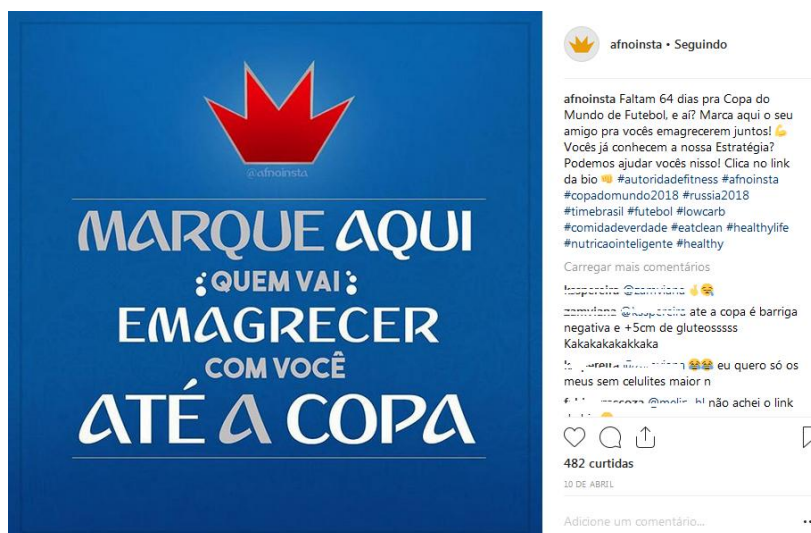 @afnoinsta
MARQUE AQUI
QUEM VAI
EMAGRECER
COM VOCÊ
ATÉ A COPA
afnoinsta • Seguindo
afnoinsta Faltam 64 dias pra Copa do
Mundo de Futebol, e aí? Marca aqui o seu
amigo pra vocês emagrecerem juntos! 💪
Vocês já conhecem a nossa Estratégia?
Podemos ajudar vocês nisso! Clica no link
da bio 👊 #autoridadefitness #afnoinsta
#copadomundo2018 #russia2018
#timebrasil #futebol #lowcarb
#comidadeverdade #eatclean #healthylife
#nutricaointeligente #healthy
Carregar mais comentários
ate a copa é barriga
negativa e +5cm de gluteosssss
Kakakakakakkaka
😂😂 eu quero só os
meus sem celulites maior n
não achei o link
482 curtidas
10 DE ABRIL
Adicione um comentário...